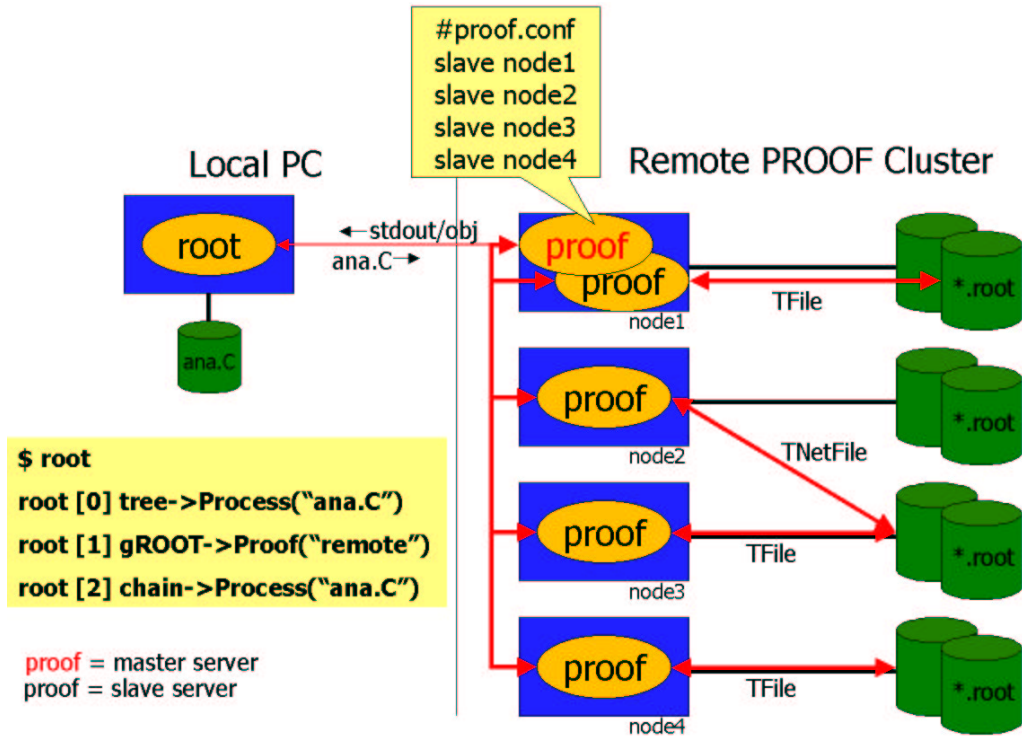 #proof.conf
slave node1
slave node2
slave node3
slave node4
Local PC
Remote PROOF Cluster
root
←stdout/obj
ana.C→
proof
proof
node1
TFile
*.root
ana.C
proof
node2
TNetFile
*.root
$ root
root [0] tree->Process(“ana.C”)
root [1] gROOT->Proof(“remote”)
root [2] chain->Process(“ana.C”)
proof
node3
TFile
*.root
proof = master server
proof = slave server
proof
node4
TFile
*.root